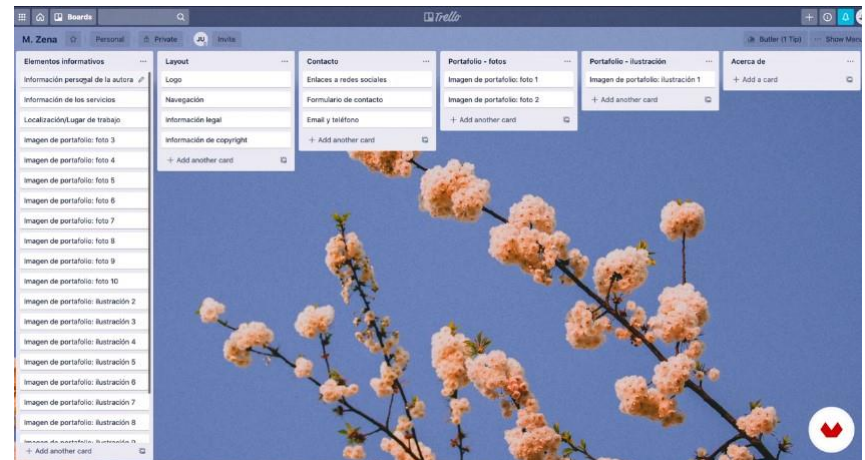 Boards
Trello
M. Zena
Personal
Private
JU
Invite
Butler (1 Tip)
Show Menu
Elementos informativos
Información personal de la autora
Información de los servicios
Localización/Lugar de trabajo
Imagen de portafolio: foto 3
Imagen de portafolio: foto 4
Imagen de portafolio: foto 5
Imagen de portafolio: foto 6
Imagen de portafolio: foto 7
Imagen de portafolio: foto 8
Imagen de portafolio: foto 9
Imagen de portafolio: foto 10
Imagen de portafolio: ilustración 2
Imagen de portafolio: ilustración 3
Imagen de portafolio: ilustración 4
Imagen de portafolio: ilustración 5
Imagen de portafolio: ilustración 6
Imagen de portafolio: ilustración 7
Imagen de portafolio: ilustración 8
Imagen de portafolio: ilustración 9
+ Add another card
Layout
Logo
Navegación
Información legal
Información de copyright
+ Add another card
Contacto
Enlaces a redes sociales
Formulario de contacto
Email y teléfono
+ Add another card
Portafolio - fotos
Imagen de portafolio: foto 1
Imagen de portafolio: foto 2
+ Add another card
Portafolio - ilustración
Imagen de portafolio: ilustración 1
+ Add another card
Acerca de
+ Add a card